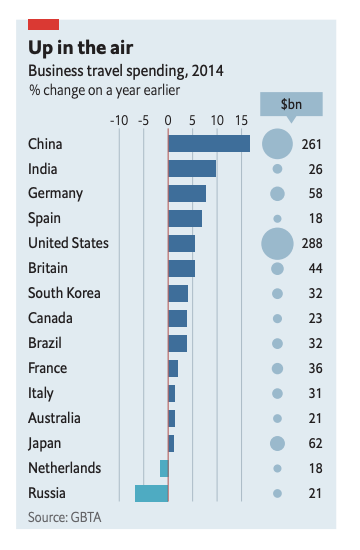 Up in the air
Business travel spending, 2014
% change on a year earlier
$bn
-10 -5 0 5 10 15
China 261
India 26
Germany 58
Spain 18
United States 288
Britain 44
South Korea 32
Canada 23
Brazil 32
France 36
Italy 31
Australia 21
Japan 62
Netherlands 18
Russia 21
Source: GBTA